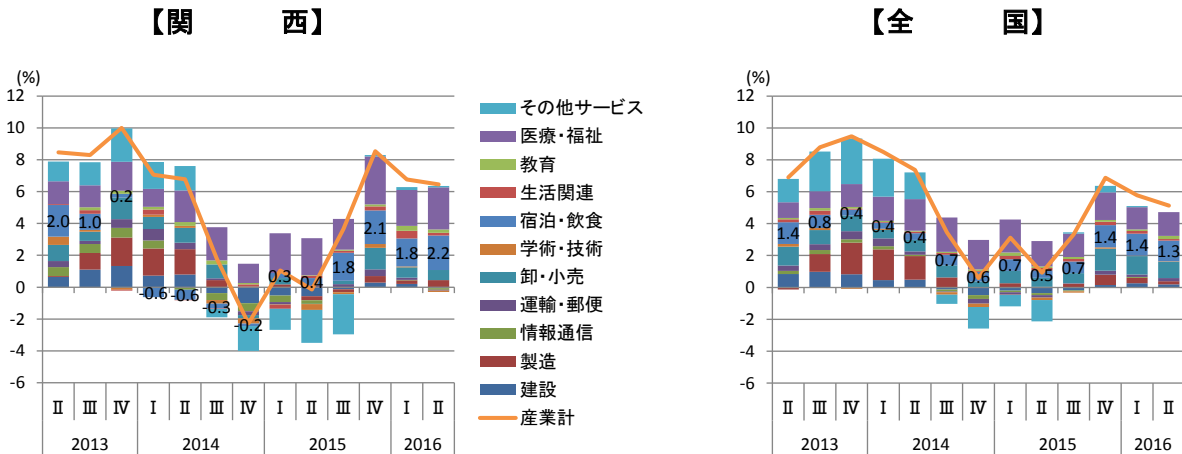 【関 西】
【全 国】
(%)
12
10
8
6
4
2
0
-2
-4
-6
2.0
1.0
0.2
-0.6
-0.6
-0.3
-0.2
0.3
0.4
1.8
2.1
1.8
2.2
Ⅱ Ⅲ Ⅳ Ⅰ Ⅱ Ⅲ Ⅳ Ⅰ Ⅱ Ⅲ Ⅳ Ⅰ Ⅱ
2013 2014 2015 2016
その他サービス
医療・福祉
教育
生活関連
宿泊・飲食
学術・技術
卸・小売
運輸・郵便
情報通信
製造
建設
産業計
(%)
12
10
8
6
4
2
0
-2
-4
-6
1.4
0.8
0.4
0.4
0.4
0.7
0.6
0.7
0.5
0.7
1.4
1.4
1.3
Ⅱ Ⅲ Ⅳ Ⅰ Ⅱ Ⅲ Ⅳ Ⅰ Ⅱ Ⅲ Ⅳ Ⅰ Ⅱ
2013 2014 2015 2016